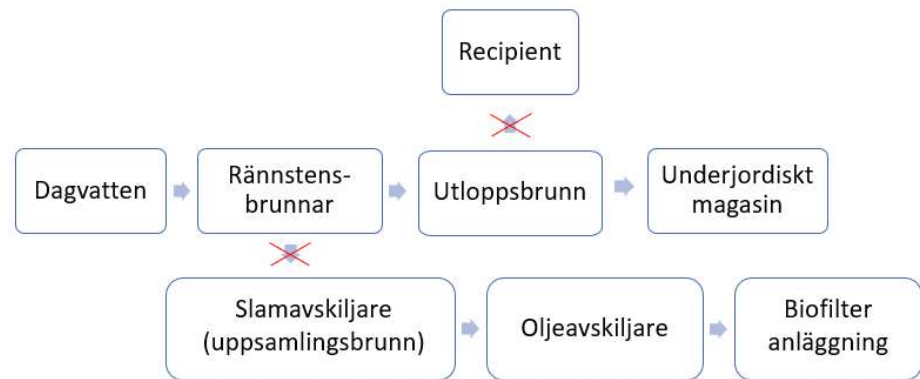 Recipient
Dagvatten
Rännstens-
brunnar
Utloppsbrunn
Underjordiskt
magasin
Slamavskiljare
(uppsamlingsbrunn)
Oljeavskiljare
Biofilter
anläggning